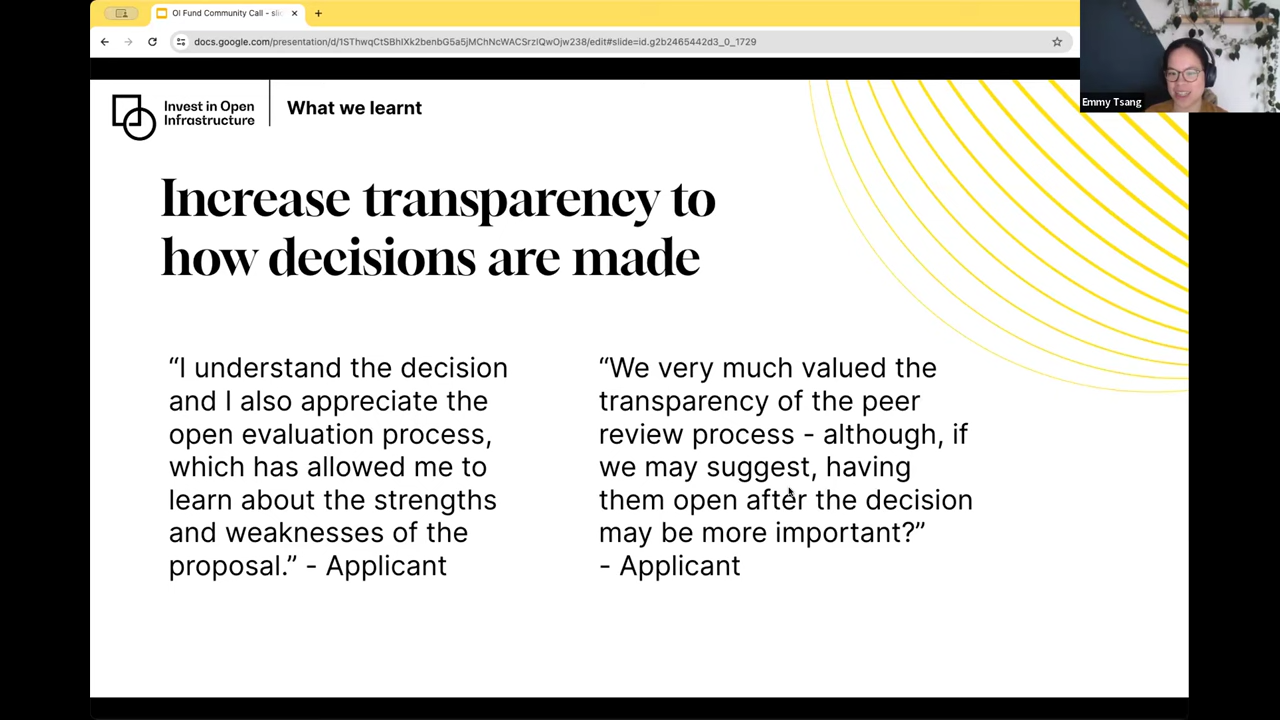 OI Fund Community Call - sli
docs.google.com/presentation/d/1SThwqCtSBhIXk2benbG5a5jMChNcWACSrzIQwOjw238/edit#slide=id.g2b2465442d3_0_1729
Emmy Tsang
Invest in Open
Infrastructure
What we learnt
Increase transparency to
how decisions are made
“I understand the decision
and I also appreciate the
open evaluation process,
which has allowed me to
learn about the strengths
and weaknesses of the
proposal.” - Applicant
“We very much valued the
transparency of the peer
review process - although, if
we may suggest, having
them open after the decision
may be more important?”
- Applicant